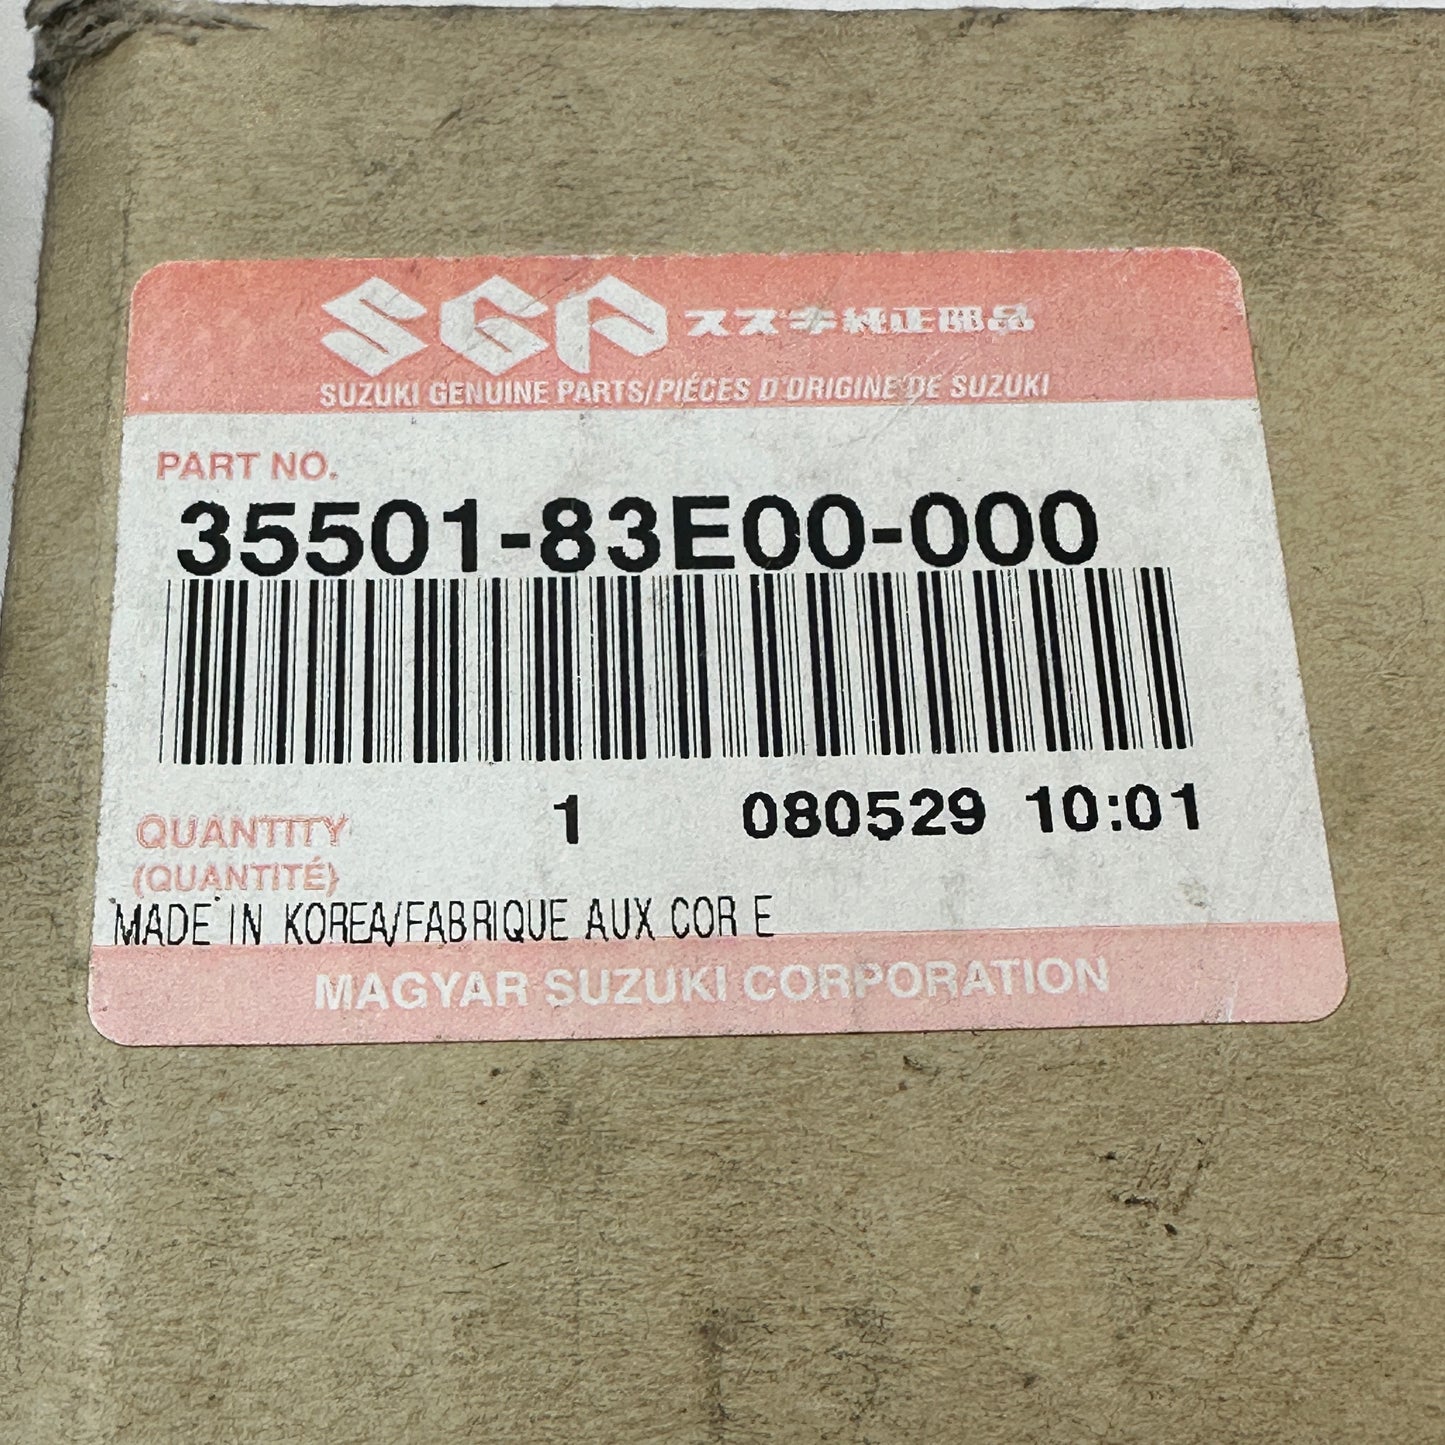 SGP スズキ純正部品
SUZUKI GENUINE PARTS/PIÉCES D'ORIGINE DE SUZUKI
PART NO.
35501-83E00-000
QUANTITY 1 080529 10:01
(QUANTITÉ)
MADE IN KOREA/FABRIQUE AUX COR E
MAGYAR SUZUKI CORPORATION